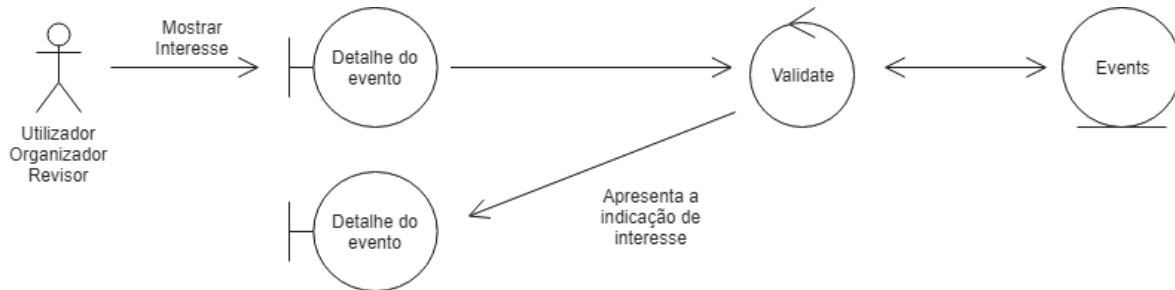 Mostrar
Interesse
Detalhe do
evento
Validate
Events
Utilizador
Organizador
Revisor
Detalhe do
evento
Apresenta a
indicação de
interesse